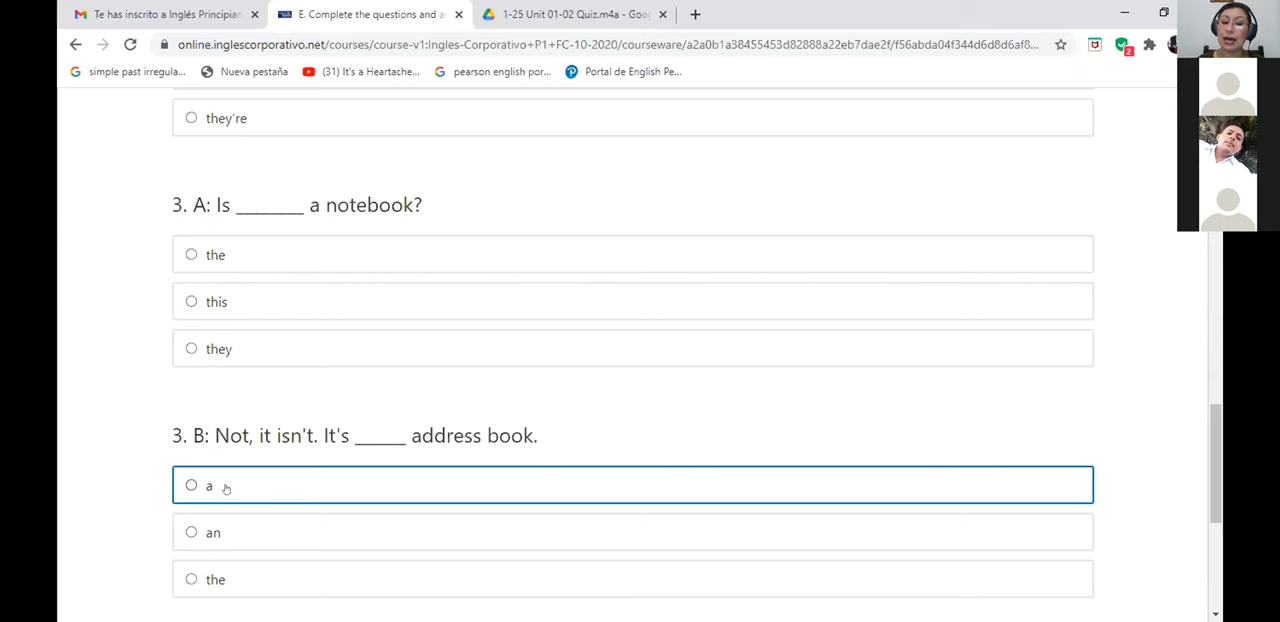 Te has inscrito a Inglés Principian
E. Complete the questions and a
1-25 Unit 01-02 Quiz.m4a - Goo
online.inglescorporativo.net/courses/course-v1:Ingles-Corporativo+P1+FC-10-2020/courseware/a2a0b1a38455453d82888a22eb7dae2f/f56abda04f344d6d8d6af8...
2
simple past irregula...
Nueva pestaña
(31) It's a Heartache...
pearson english por...
Portal de English Pe...
they're
3. A: Is ________ a notebook?
the
this
they
3. B: Not, it isn't. It's ______ address book.
a
an
the